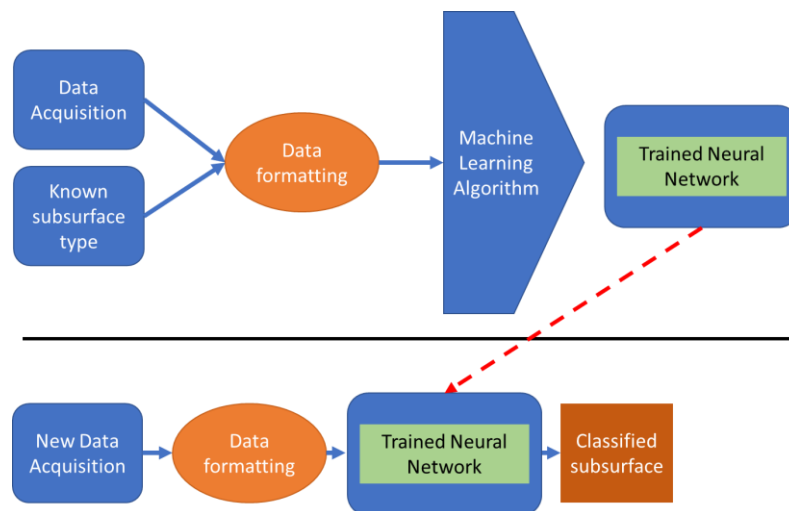 Data
Acquisition
Known
subsurface
type
Data
formatting
Machine
Learning
Algorithm
Trained Neural
Network
New Data
Acquisition
Data
formatting
Trained Neural
Network
Classified
subsurface